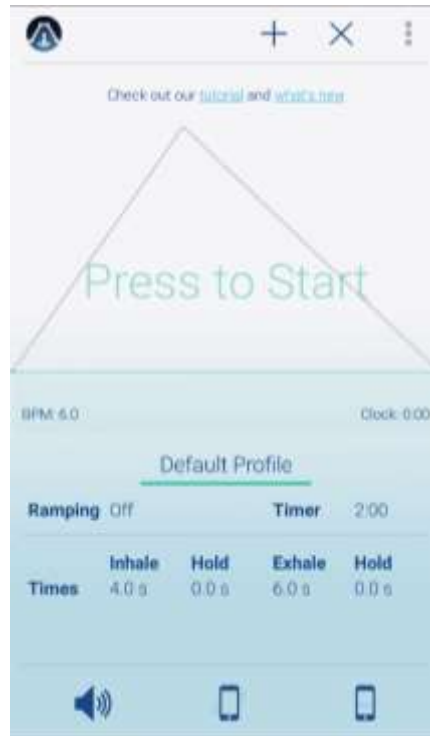 Check out our tutorial and what's new
Press to Start
BPM: 6.0
Clock: 0:00
Default Profile
Ramping Off Timer 2:00
Inhale Hold Exhale Hold
Times 4.0 s 0.0 s 6.0 s 0.0 s